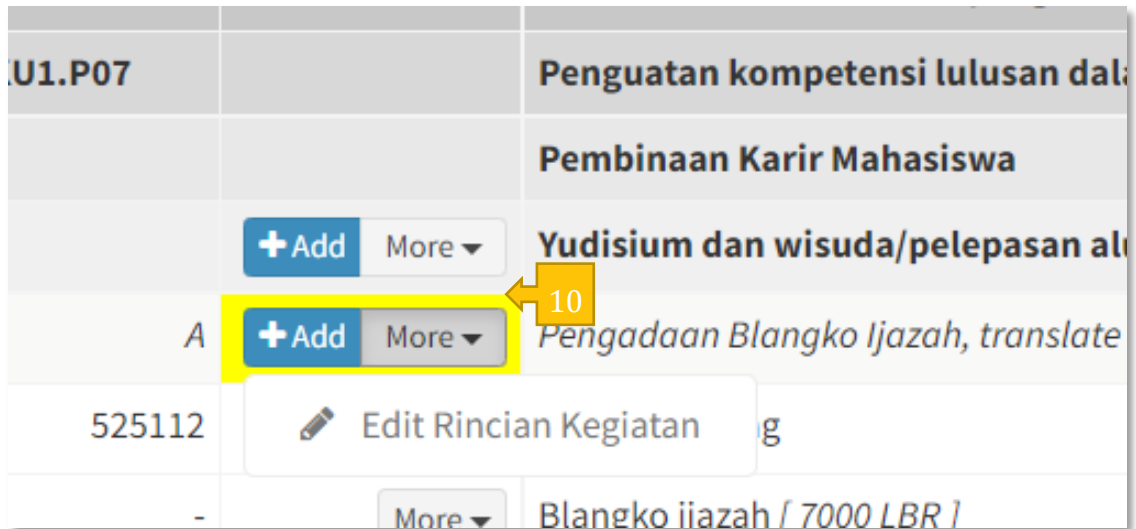 U1.P07 Penguatan kompetensi lulusan dal
Pembinaan Karir Mahasiswa
Add More Yudisium dan wisuda/pelepasan al
10
A Add More Pengadaan Blangko Ijazah, translate
525112 Edit Rincian Kegiatan g
- More Blangko ijazah [ 7000 LBR ]